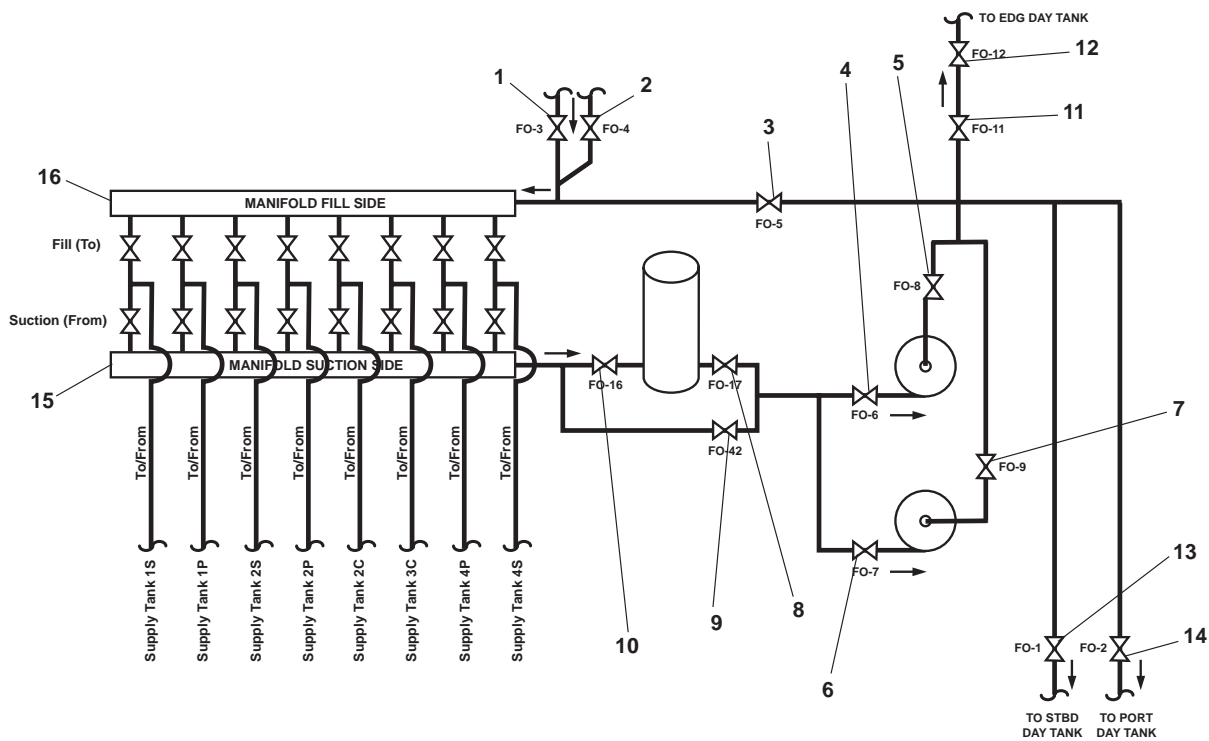 TO EDG DAY TANK
FO-12
12
1
2
4
5
FO-3
FO-4
3
FO-11
11
16
MANIFOLD FILL SIDE
FO-5
Fill (To)
FO-8
Suction (From)
MANIFOLD SUCTION SIDE
15
FO-16
FO-17
FO-6
7
FO-42
FO-9
To/From
To/From
To/From
To/From
To/From
To/From
To/From
To/From
Supply Tank 1S
Supply Tank 1P
Supply Tank 2S
Supply Tank 2P
Supply Tank 2C
Supply Tank 3C
Supply Tank 4P
Supply Tank 4S
FO-7
13
10
9
8
6
FO-1
FO-2
14
TO STBD
DAY TANK
TO PORT
DAY TANK